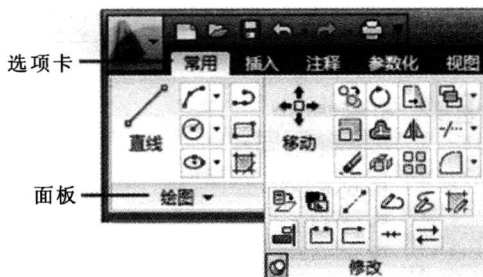 选项卡
常用 插入 注释 参数化 视图
直线
移动
面板
绘图
修改